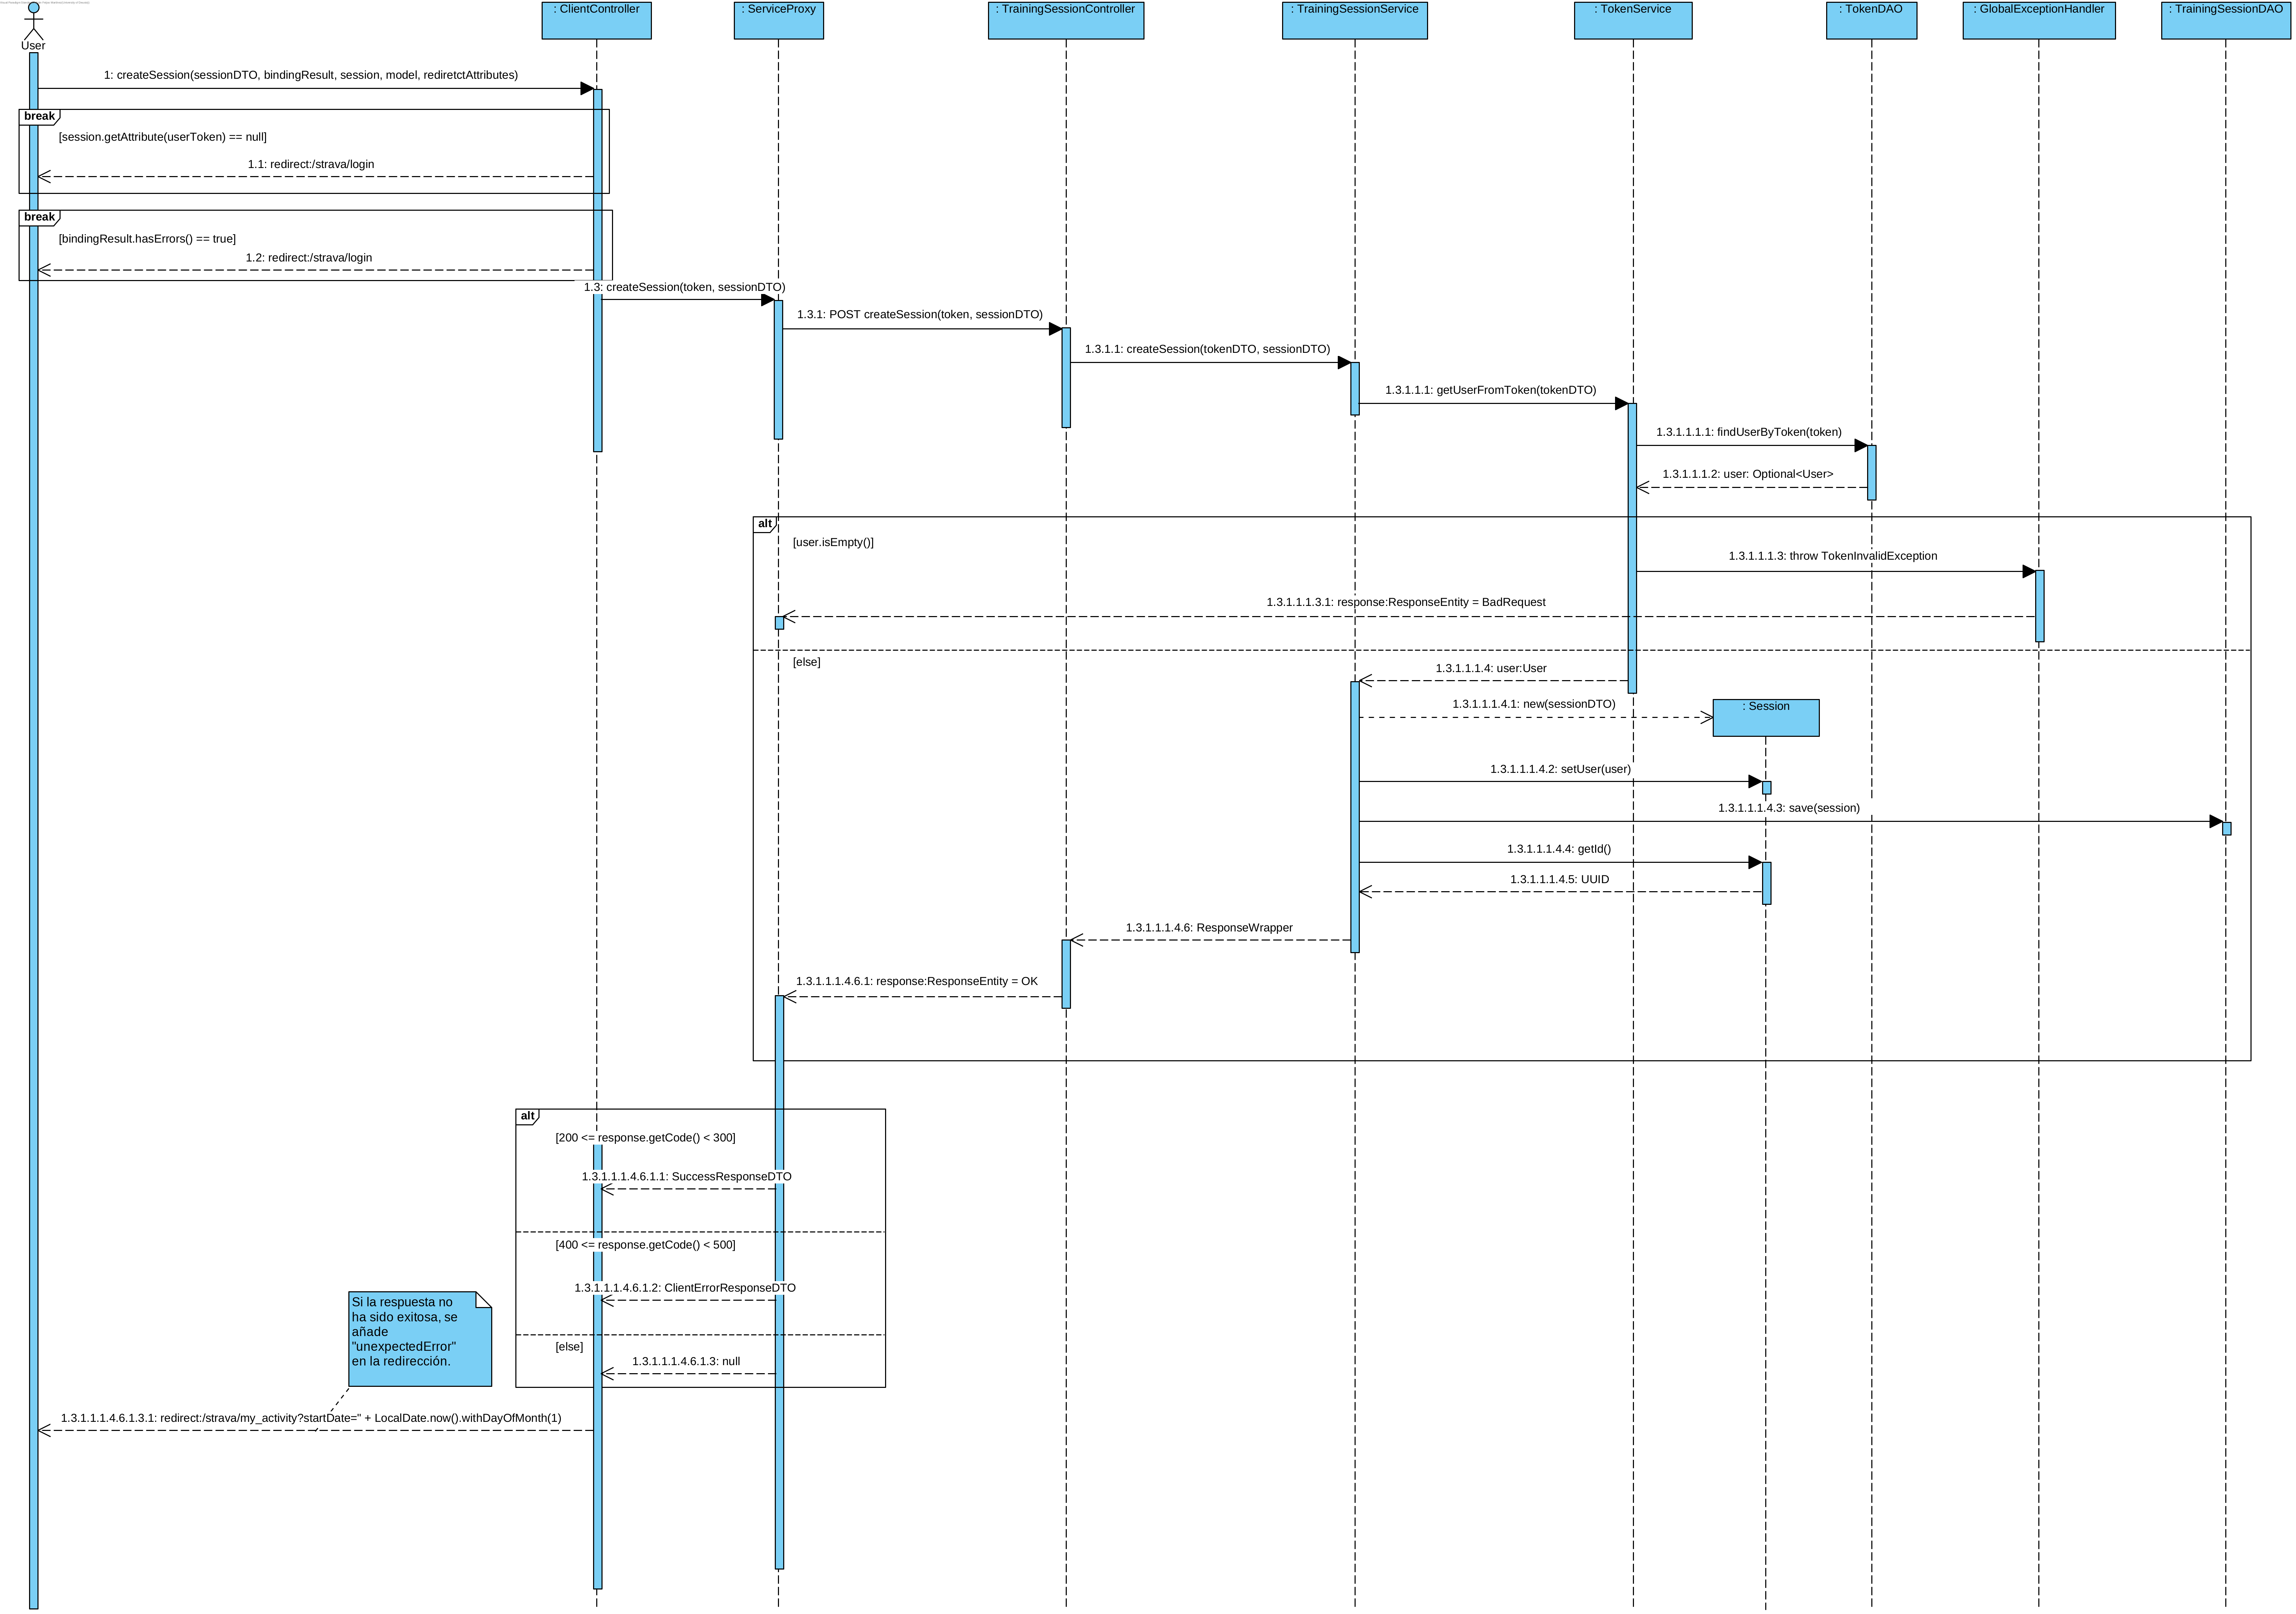 : ClientController
: ServiceProxy
: TrainingSessionController
: TrainingSessionService
: TokenService
: TokenDAO
: GlobalExceptionHandler
: TrainingSessionDAO
User
1: createSession(sessionDTO, bindingResult, session, model, rediretctAttributes)
break
[session.getAttribute(userToken) == null]
1.1: redirect:/strava/login
break
[bindingResult.hasErrors() == true]
1.2: redirect:/strava/login
1.3: createSession(token, sessionDTO)
1.3.1: POST createSession(token, sessionDTO)
1.3.1.1: createSession(tokenDTO, sessionDTO)
1.3.1.1.1: getUserFromToken(tokenDTO)
1.3.1.1.1.1: findUserByToken(token)
1.3.1.1.1.2: user: Optional<User>
alt
[user.isEmpty()]
1.3.1.1.1.3: throw TokenInvalidException
1.3.1.1.1.3.1: response:ResponseEntity = BadRequest
[else]
1.3.1.1.1.4: user:User
1.3.1.1.1.4.1: new(sessionDTO)
: Session
1.3.1.1.1.4.2: setUser(user)
1.3.1.1.1.4.3: save(session)
1.3.1.1.1.4.4: getId()
1.3.1.1.1.4.5: UUID
1.3.1.1.1.4.6: ResponseWrapper
1.3.1.1.1.4.6.1: response:ResponseEntity = OK
alt
[200 <= response.getCode() < 300]
1.3.1.1.1.4.6.1.1: SuccessResponseDTO
[400 <= response.getCode() < 500]
1.3.1.1.1.4.6.1.2: ClientErrorResponseDTO
Si la respuesta no
ha sido exitosa, se
añade
"unexpectedError"
en la redirección.
[else]
1.3.1.1.1.4.6.1.3: null
1.3.1.1.1.4.6.1.3.1: redirect:/strava/my_activity?startDate=" + LocalDate.now().withDayOfMonth(1)